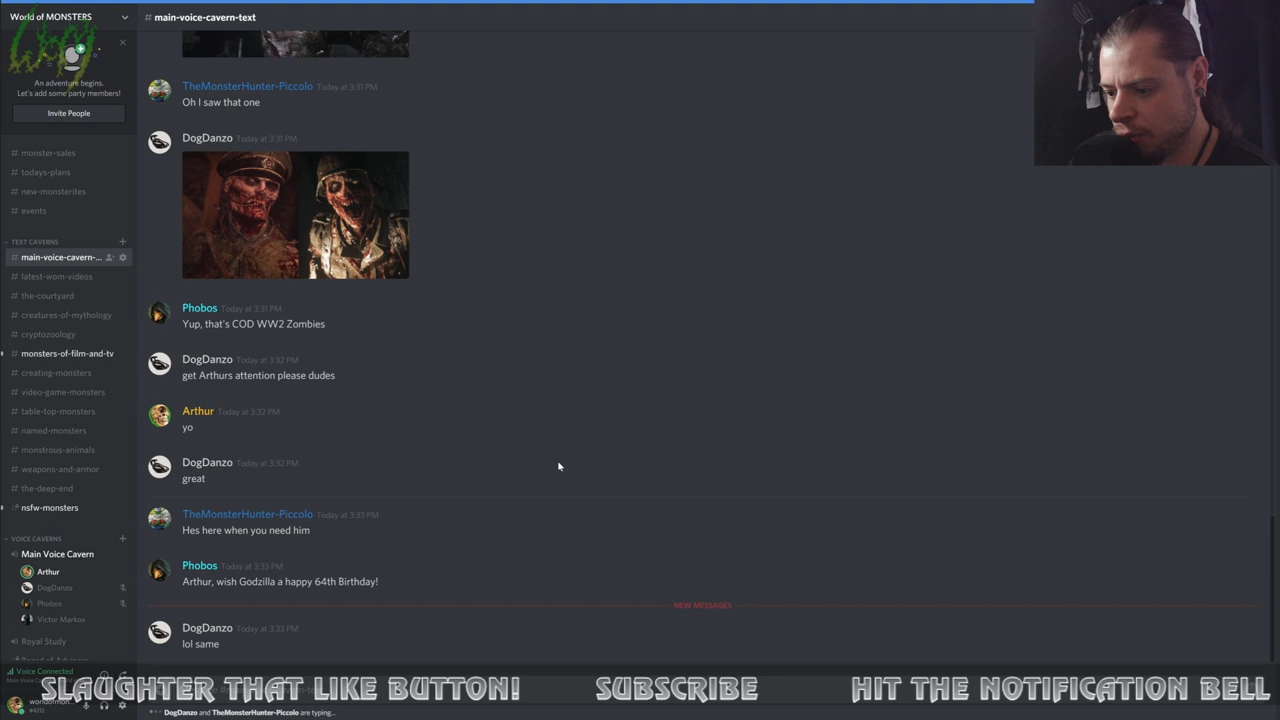 World of MONSTERS
# main-voice-cavern-text
An adventure begins.
Let's add some party members!
Invite People
# monster-sales
# todays-plans
# new-monsterites
# events
TEXT CAVERNS
# main-voice-cavern-...
# latest-wom-videos
# the-courtyard
# creatures-of-mythology
# cryptozoology
# monsters-of-film-and-tv
# creating-monsters
# video-game-monsters
# table-top-monsters
# named-monsters
# monstrous-animals
# weapons-and-armor
# the-deep-end
nsfw-monsters
VOICE CAVERNS
Main Voice Cavern
Arthur
DogDanzo
Phobos
Victor Markov
Royal Study
Voice Connected
#4212
TheMonsterHunter-Piccolo Today at 3:31 PM
Oh I saw that one
DogDanzo Today at 3:31 PM
Phobos Today at 3:31 PM
Yup, that's COD WW2 Zombies
DogDanzo Today at 3:32 PM
get Arthurs attention please dudes
Arthur Today at 3:32 PM
yo
DogDanzo Today at 3:32 PM
great
TheMonsterHunter-Piccolo Today at 3:33 PM
Hes here when you need him
Phobos Today at 3:33 PM
Arthur, wish Godzilla a happy 64th Birthday!
NEW MESSAGES
DogDanzo Today at 3:33 PM
lol same
SLAUGHTER THAT LIKE BUTTON! SUBSCRIBE HIT THE NOTIFICATION BELL
DogDanzo and TheMonsterHunter-Piccolo are typing...